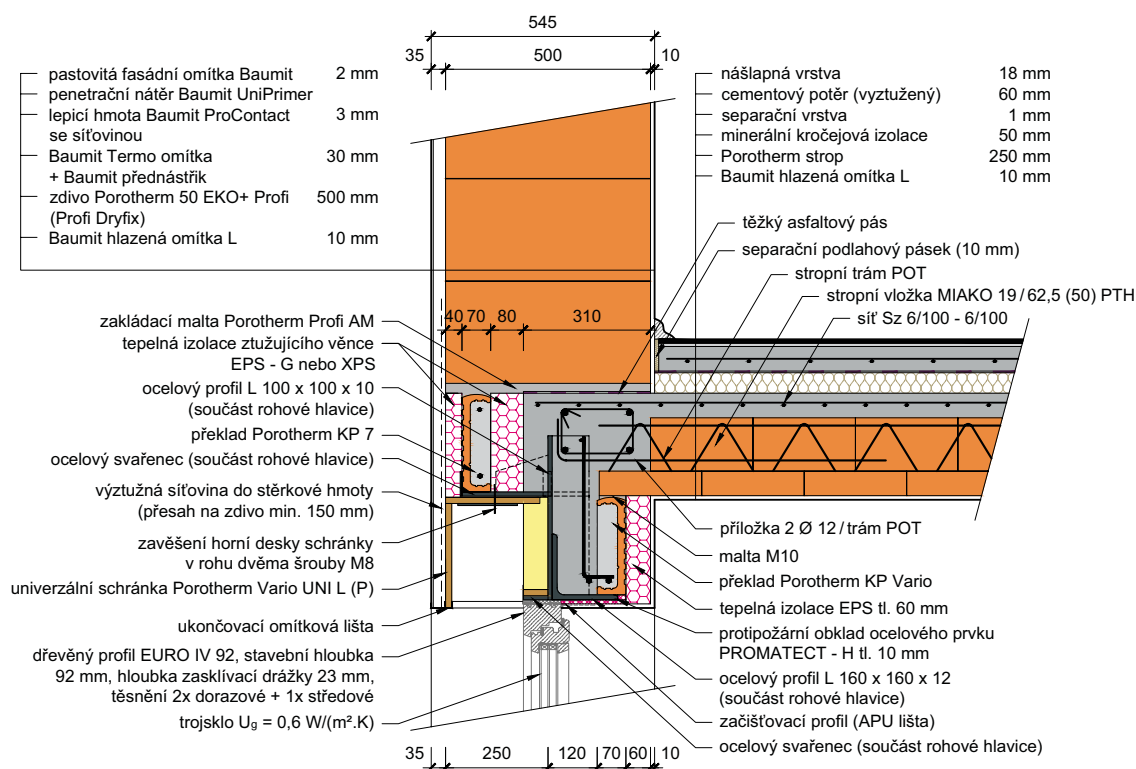 545
35 500 10
pastovitá fasádní omítka Baumit 2 mm
penetrační nátěr Baumit UniPrimer
lepicí hmota Baumit ProContact 3 mm
se síťovinou
Baumit Termo omítka 30 mm
+ Baumit přednástřik
zdivo Porotherm 50 EKO+ Profi 500 mm
(Profi Dryfix)
Baumit hlazená omítka L 10 mm
nášlapná vrstva 18 mm
cementový potěr (vyztužený) 60 mm
separační vrstva 1 mm
minerální kročejová izolace 50 mm
Porotherm strop 250 mm
Baumit hlazená omítka L 10 mm
těžký asfaltový pás
separační podlahový pásek (10 mm)
stropní trám POT
stropní vložka MIAKO 19/62,5 (50) PTH
síť Sz 6/100 - 6/100
40 70 80 310
zakládací malta Porotherm Profi AM
tepelná izolace ztužujícího věnce
EPS - G nebo XPS
ocelový profil L 100 x 100 x 10
(součást rohové hlavice)
překlad Porotherm KP 7
ocelový svařenec (součást rohové hlavice)
výztužná síťovina do stěrkové hmoty
(přesah na zdivo min. 150 mm)
zavěšení horní desky schránky
v rohu dvěma šrouby M8
univerzální schránka Porotherm Vario UNI L (P)
ukončovací omítková lišta
dřevěný profil EURO IV 92, stavební hloubka
92 mm, hloubka zasklívací drážky 23 mm,
těsnění 2x dorazové + 1x středové
trojsklo Ug = 0,6 W/(m².K)
příložka 2 Ø 12/trám POT
malta M10
překlad Porotherm KP Vario
tepelná izolace EPS tl. 60 mm
protipožární obklad ocelového prvku
PROMATECT - H tl. 10 mm
ocelový profil L 160 x 160 x 12
(součást rohové hlavice)
začišťovací profil (APU lišta)
ocelový svařenec (součást rohové hlavice)
35 250 120 70 60 10